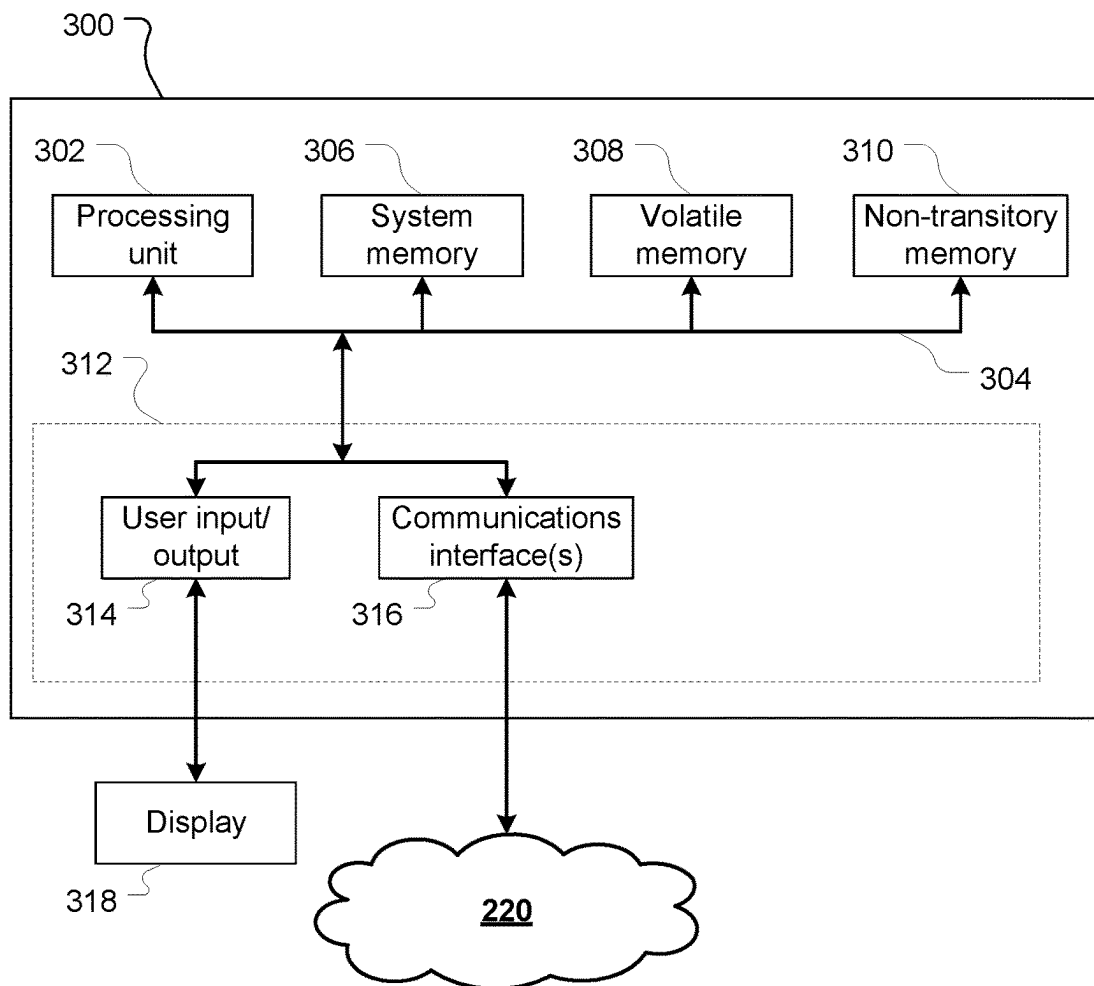 300
302
306
308
310
Processing
unit
System
memory
Volatile
memory
Non-transitory
memory
312
304
User input/
output
Communications
interface(s)
314
316
Display
318
220